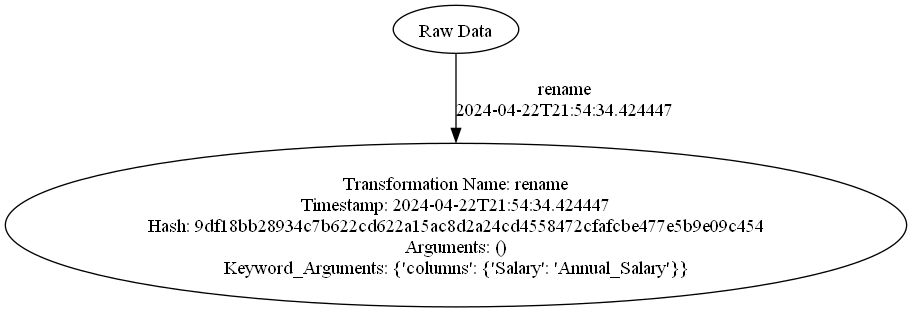 Raw Data
rename
2024-04-22T21:54:34.424447
Transformation Name: rename
Timestamp: 2024-04-22T21:54:34.424447
Hash: 9df18bb28934c7b622cd622a15ac8d2a24cd4558472cfafcbe477e5b9e09c454
Arguments: ()
Keyword_Arguments: {'columns': {'Salary': 'Annual_Salary'}}